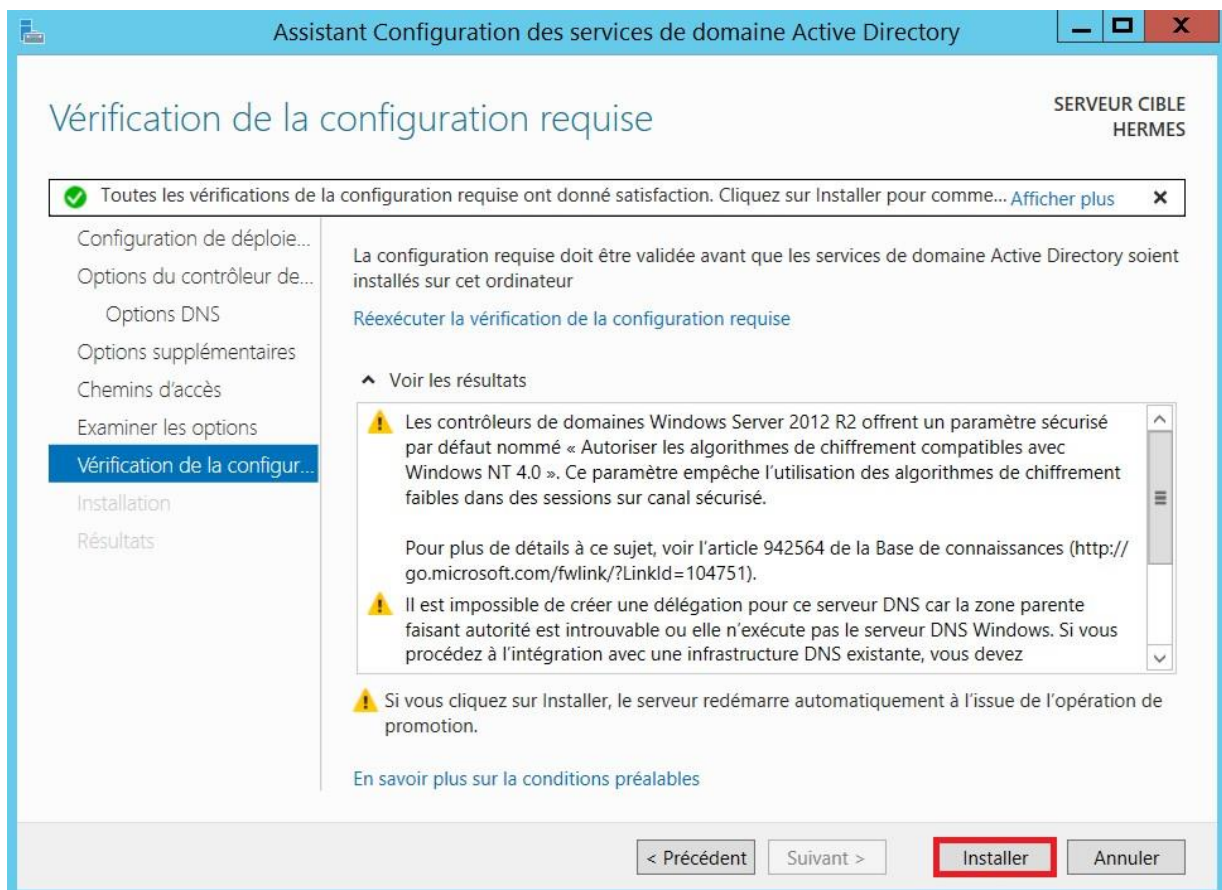 Assistant Configuration des services de domaine Active Directory
X
Vérification de la configuration requise
SERVEUR CIBLE
HERMES
Toutes les vérifications de la configuration requise ont donné satisfaction. Cliquez sur Installer pour comme... Afficher plus
Configuration de déploie...
Options du contrôleur de...
Options DNS
Options supplémentaires
Chemins d'accès
Examiner les options
Vérification de la configur...
Installation
Résultats
La configuration requise doit être validée avant que les services de domaine Active Directory soient
installés sur cet ordinateur
Réexécuter la vérification de la configuration requise
Voir les résultats
Les contrôleurs de domaines Windows Server 2012 R2 offrent un paramètre sécurisé
par défaut nommé « Autoriser les algorithmes de chiffrement compatibles avec
Windows NT 4.0 ». Ce paramètre empêche l'utilisation des algorithmes de chiffrement
faibles dans des sessions sur canal sécurisé.
Pour plus de détails à ce sujet, voir l'article 942564 de la Base de connaissances (http://
go.microsoft.com/fwlink/?LinkId=104751).
Il est impossible de créer une délégation pour ce serveur DNS car la zone parente
faisant autorité est introuvable ou elle n'exécute pas le serveur DNS Windows. Si vous
procédez à l'intégration avec une infrastructure DNS existante, vous devez
Si vous cliquez sur Installer, le serveur redémarre automatiquement à l'issue de l'opération de
promotion.
En savoir plus sur la conditions préalables
< Précédent
Suivant >
Installer
Annuler